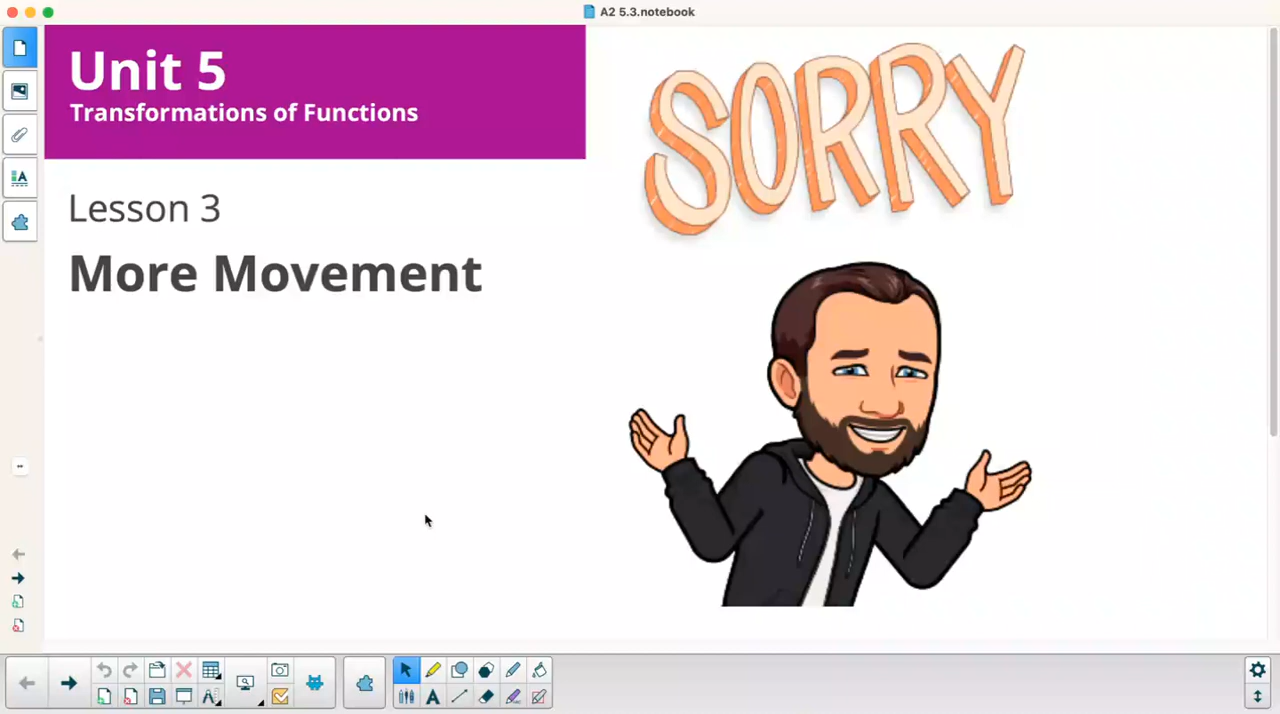 A2 5.3.notebook
Unit 5
Transformations of Functions
SORRY
Lesson 3
More Movement